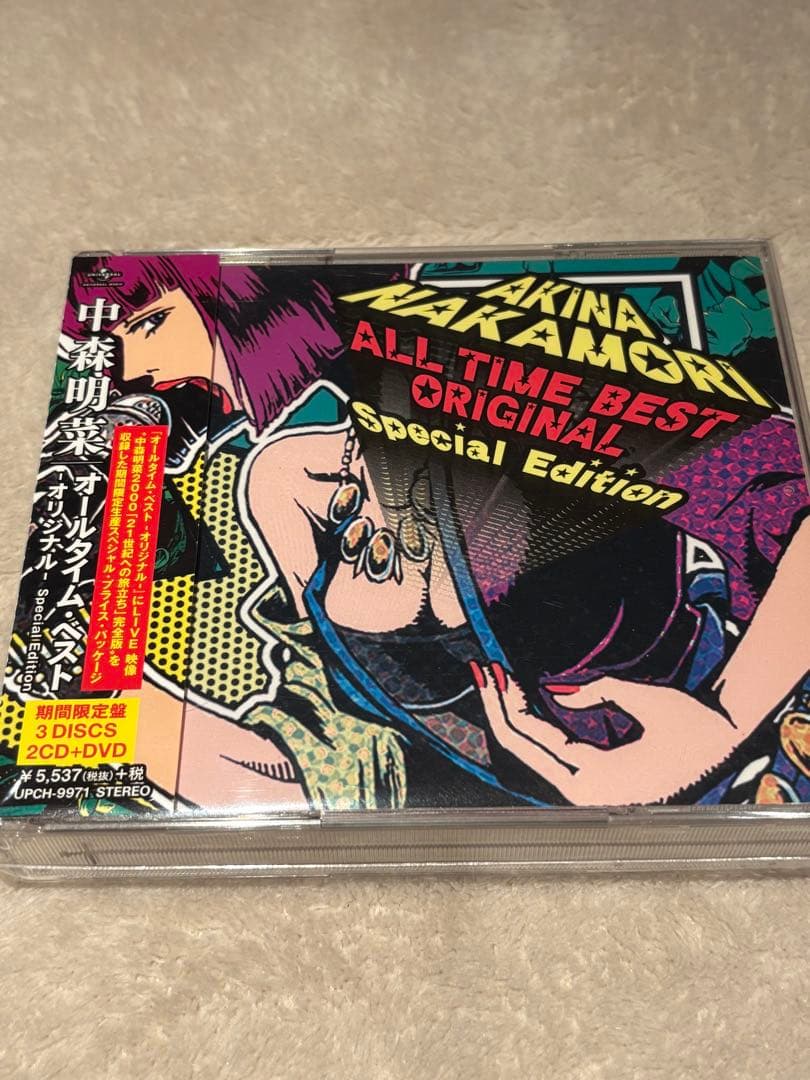 UNIVERSAL
UNIVERSAL MUSIC
中森明菜
オールタイム・ベスト
-オリジナル- Special Edition
「オールタイム・ベスト -オリジナル-」にLIVE 映像
"中森明菜2000「21世紀への旅立ち」完全版"を
収録した期間限定生産スペシャル・プライス・パッケージ
期間限定盤
3 DISCS
2CD+DVD
¥5,537(税抜)+税
UPCH-9971 STEREO
AKiNA
NAKAMORi
ALL TIME BEST
ORIGINAL
Special Edition